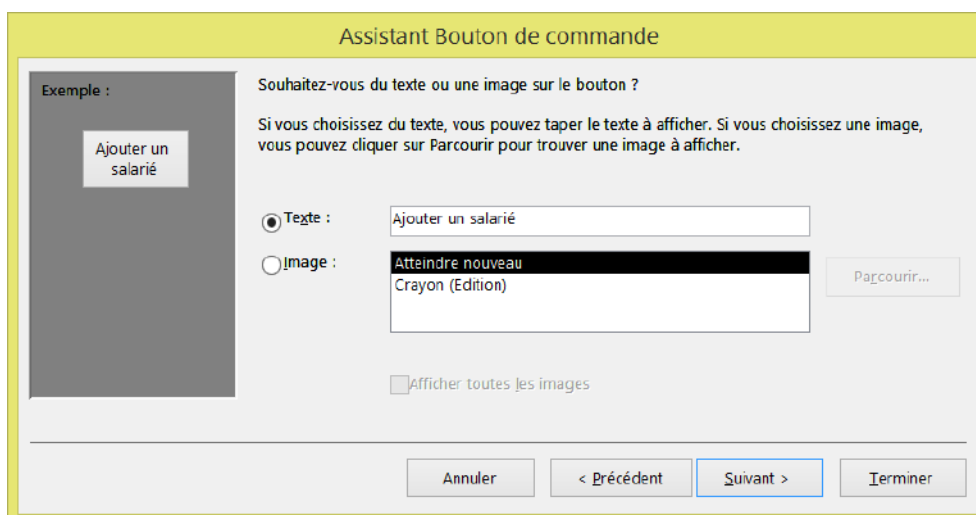 Assistant Bouton de commande
Exemple :
Ajouter un
salarié
Souhaitez-vous du texte ou une image sur le bouton ?
Si vous choisissez du texte, vous pouvez taper le texte à afficher. Si vous choisissez une image,
vous pouvez cliquer sur Parcourir pour trouver une image à afficher.
Texte :
Ajouter un salarié
Image :
Atteindre nouveau
Crayon (Edition)
Parcourir...
Afficher toutes les images
Annuler
< Précédent
Suivant >
Terminer